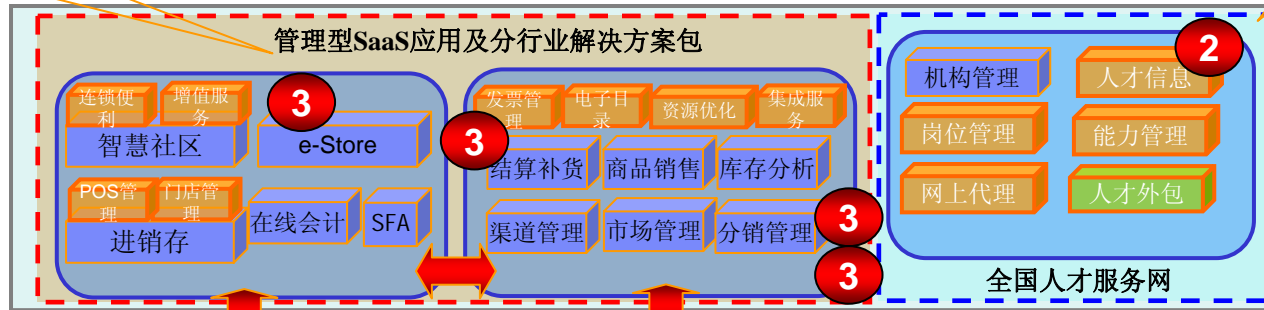 管理型SaaS应用及分行业解决方案包
连锁便
利
增值服
务
3
智慧社区
e-Store
POS管
理
门店管
理
进销存
在线会计
SFA
发票管
理
电子目
录
资源优化
集成服
务
3
结算补货
商品销售
库存分析
渠道管理
市场管理
分销管理
3
3
2
机构管理
人才信息
岗位管理
能力管理
网上代理
人才外包
全国人才服务网